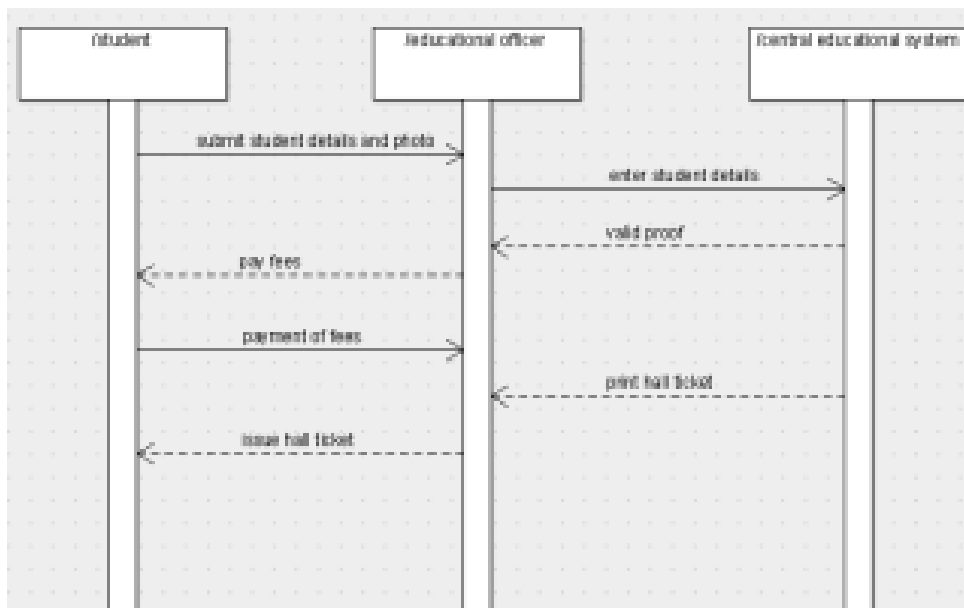 /student
/educational officer
/central educational system
submit student details and photo
enter student details
valid proof
pay fees
payment of fees
print hall ticket
issue hall ticket